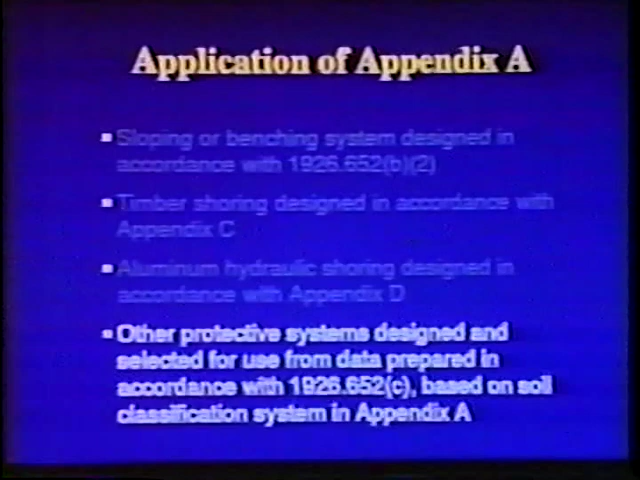 Application of Appendix A
Sloping or benching system designed in
accordance with 1926.652(b)(2)
Timber shoring designed in accordance with
Appendix C
Aluminum hydraulic shoring designed in
accordance with Appendix D
Other protective systems designed and
selected for use from data prepared in
accordance with 1926.652(c), based on soil
classification system in Appendix A